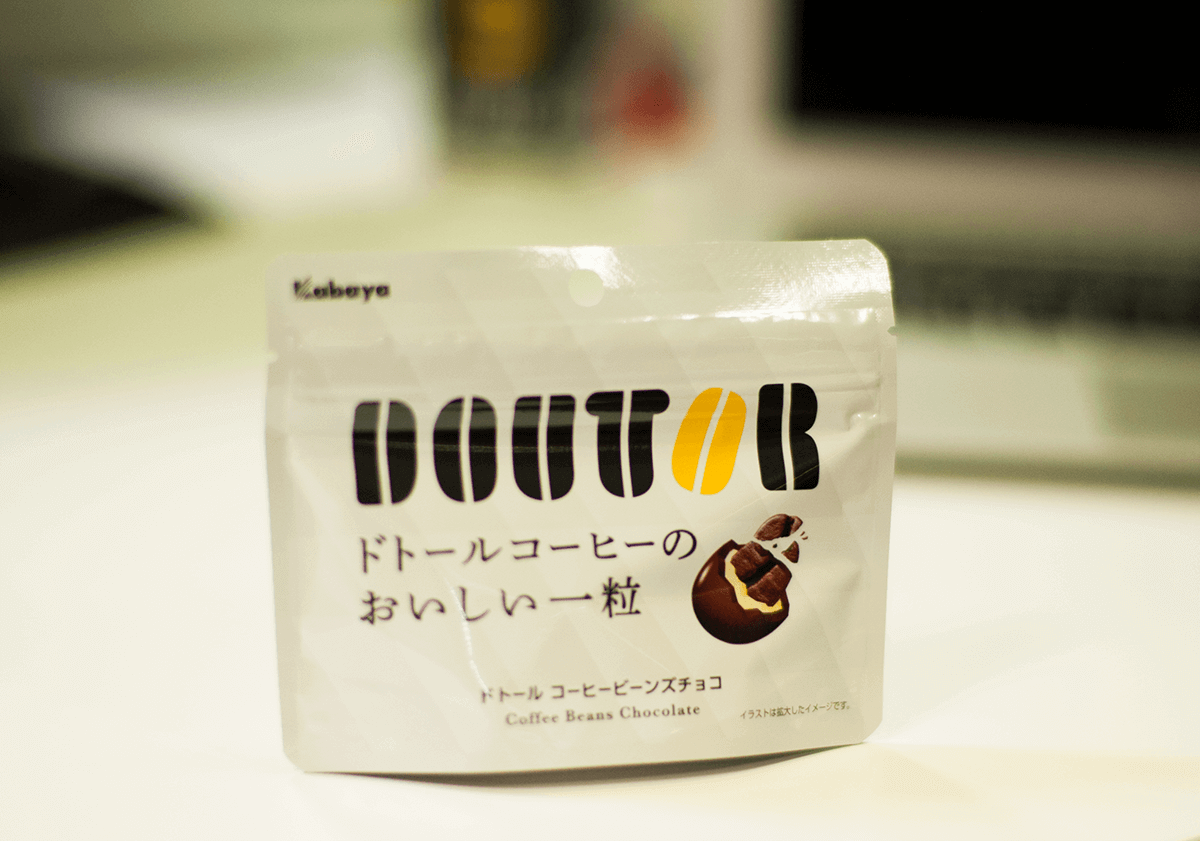 Kabaya
DOUTOR
ドトールコーヒーの
おいしい一粒
ドトール コーヒービーンズチョコ
Coffee Beans Chocolate
イラストは拡大したイメージです。